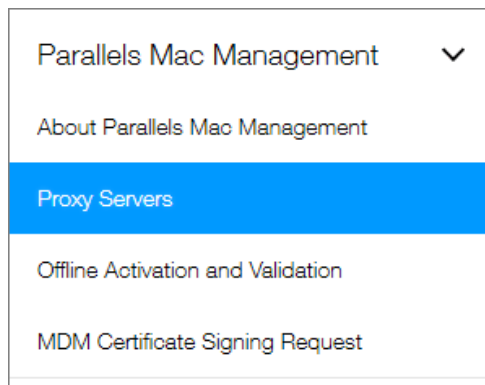 Parallels Mac Management
About Parallels Mac Management
Proxy Servers
Offline Activation and Validation
MDM Certificate Signing Request